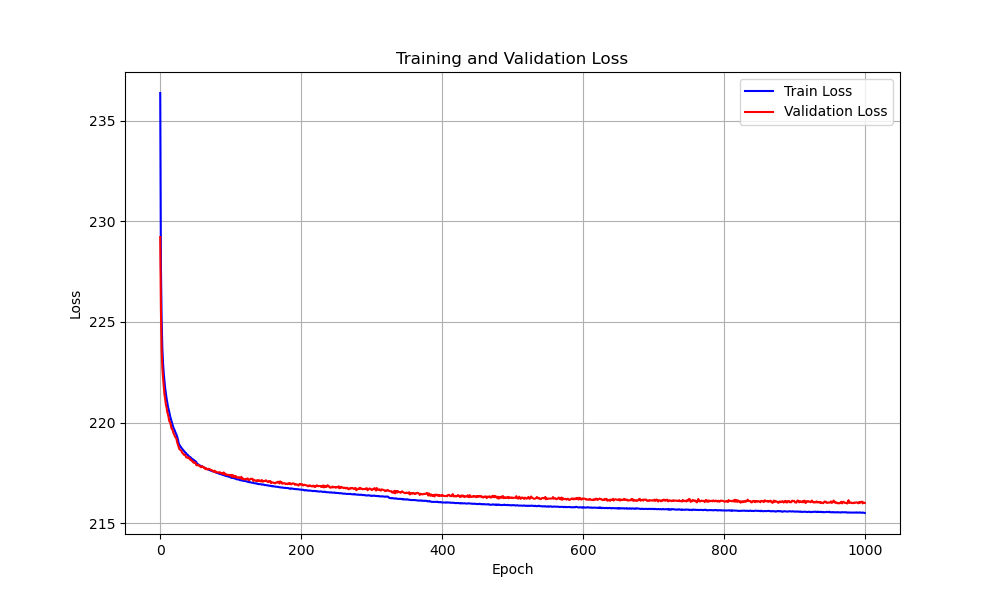 Training and Validation Loss
Train Loss
Validation Loss
235
230
225
220
215
Loss
0
200
400
600
800
1000
Epoch